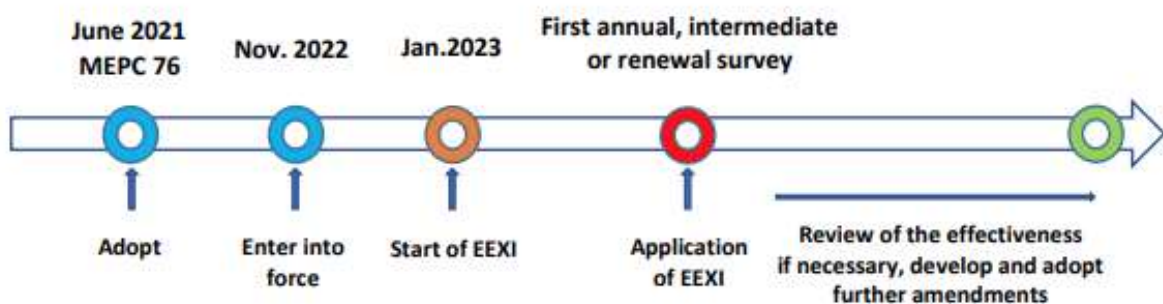 June 2021
MEPC 76
Nov. 2022
Jan.2023
First annual, intermediate
or renewal survey
Adopt
Enter into
force
Start of EEXI
Application
of EEXI
Review of the effectiveness
if necessary, develop and adopt
further amendments